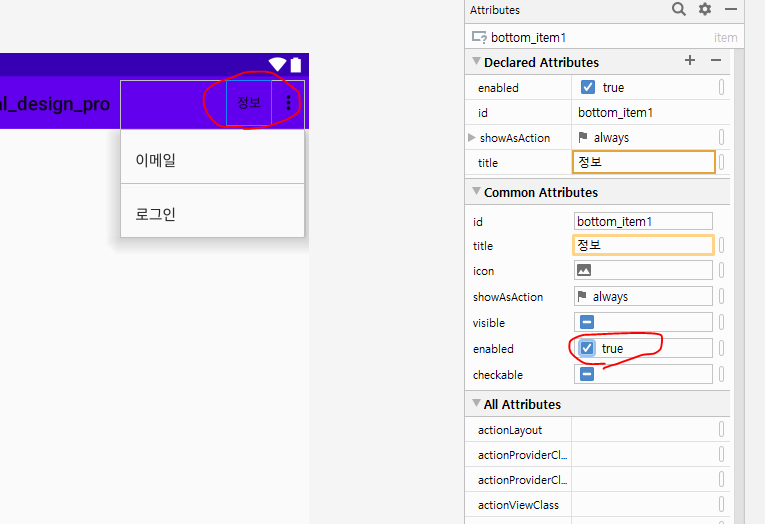 Attributes
bottom_item1 item
Declared Attributes
enabled true
id bottom_item1
showAsAction always
title 정보
Common Attributes
id bottom_item1
title 정보
icon
showAsAction always
visible
enabled true
checkable
All Attributes
actionLayout
actionProviderCl...
actionProviderCl...
actionViewClass
al_design_pro
정보
이메일
로그인